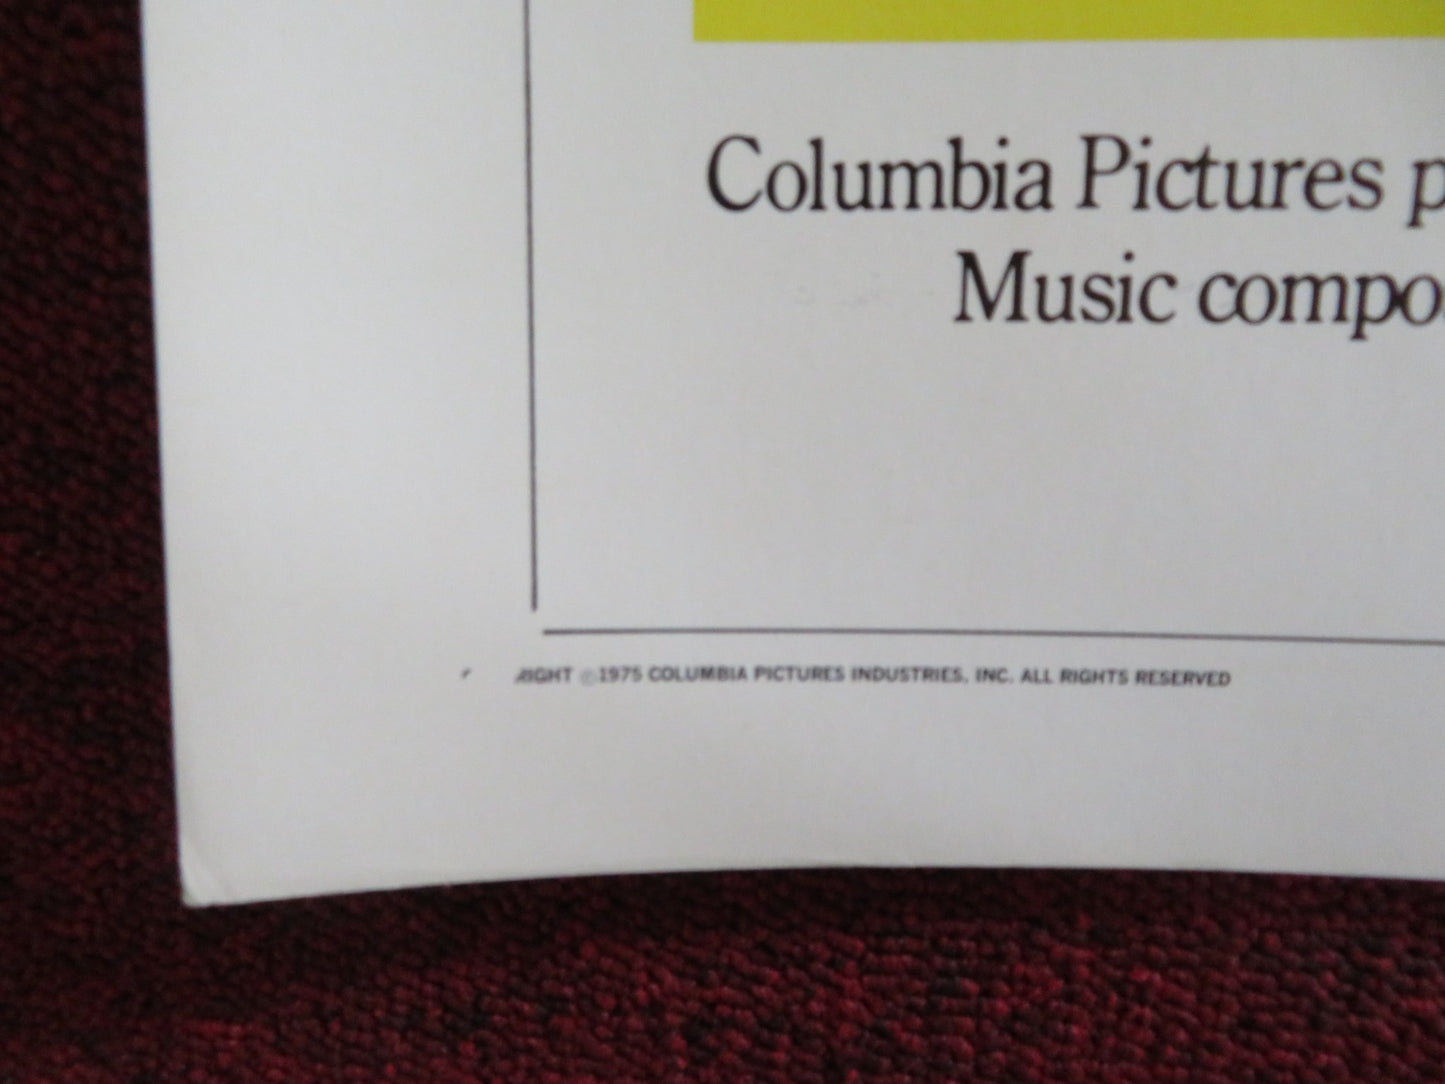 Columbia Pictures p
Music compo
RIGHT ©1975 COLUMBIA PICTURES INDUSTRIES, INC. ALL RIGHTS RESERVED